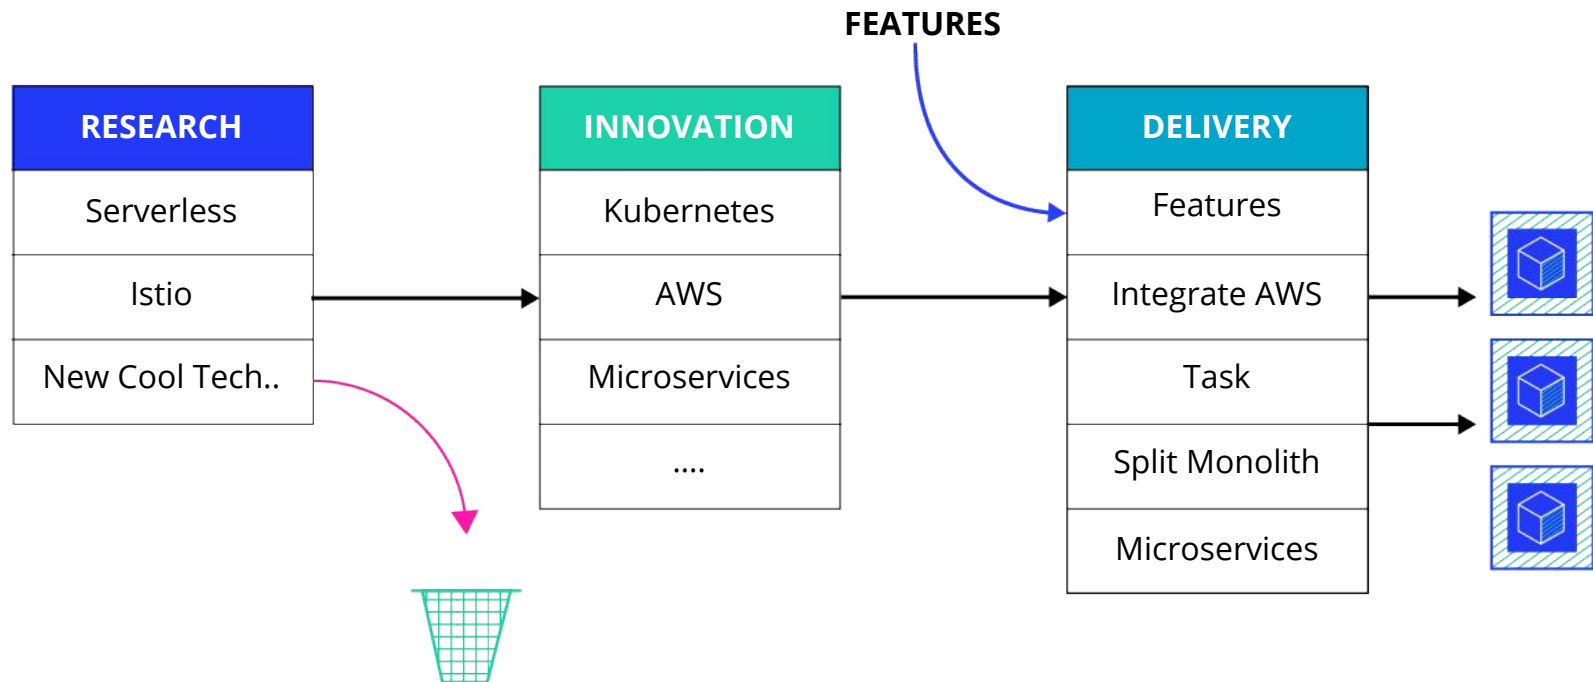 FEATURES
RESEARCH
Serverless
Istio
New Cool Tech..
INNOVATION
Kubernetes
AWS
Microservices
....
DELIVERY
Features
Integrate AWS
Task
Split Monolith
Microservices